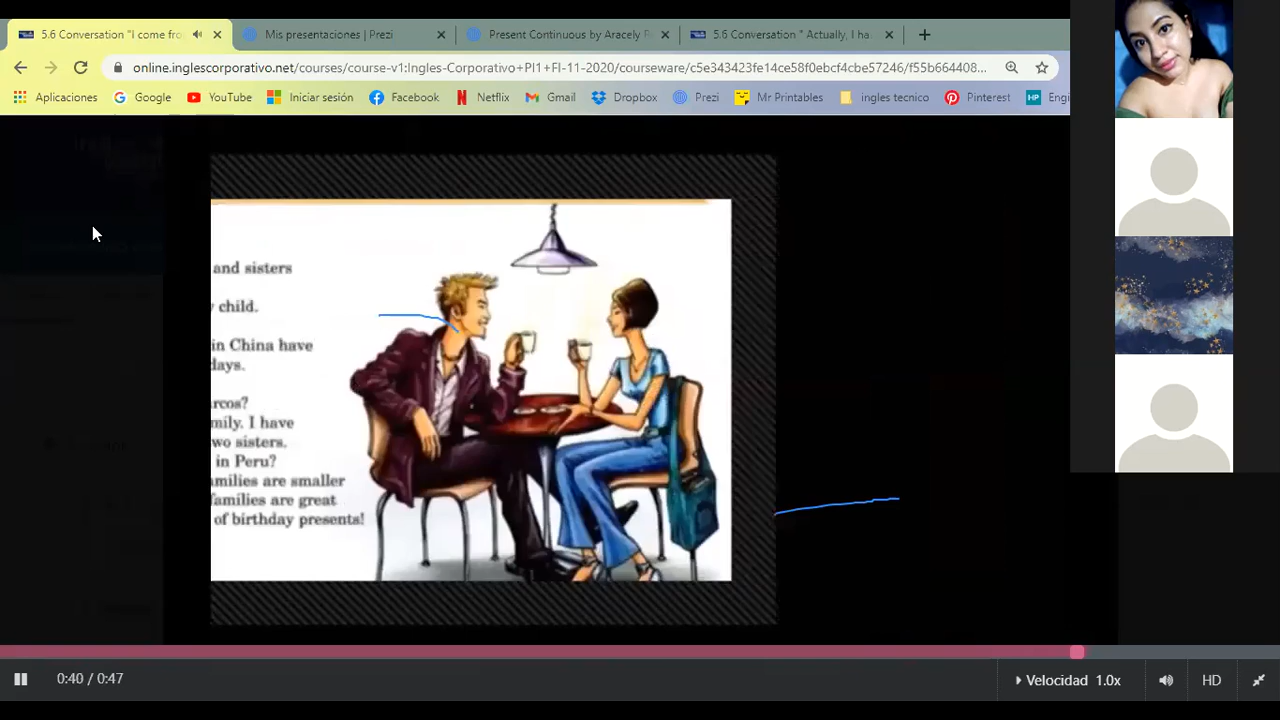 5.6 Conversation "I come fro
Mis presentaciones | Prezi
Present Continuous by Aracely R
5.6 Conversation " Actually, I ha
online.inglescorporativo.net/courses/course-v1:Ingles-Corporativo+PI1+FI-11-2020/courseware/c5e343423fe14ce58f0ebcf4cbe57246/f55b664408...
Aplicaciones
Google
YouTube
Iniciar sesión
Facebook
Netflix
Gmail
Dropbox
Prezi
Mr Printables
ingles tecnico
Pinterest
HP
Engl
and sisters
child.
in China have
days.
rcos?
mily. I have
wo sisters.
in Peru?
amilies are smaller
families are great
of birthday presents!
0:40 / 0:47
Velocidad 1.0x
HD